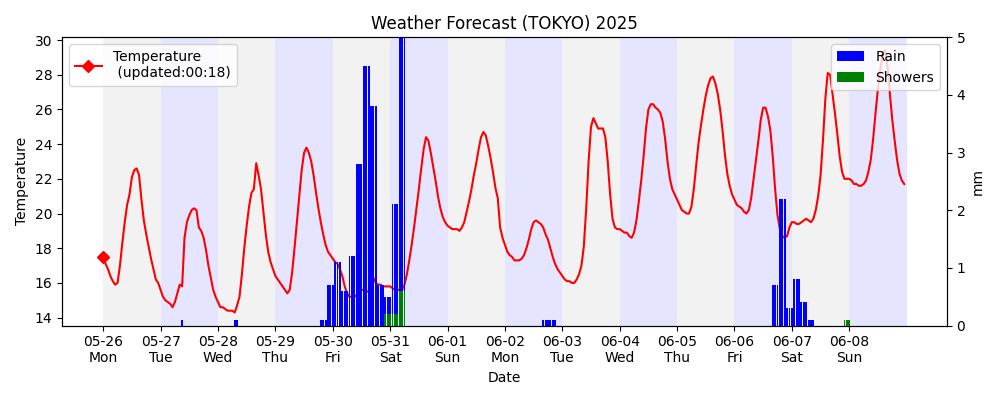 Weather Forecast (TOKYO) 2025
Temperature
(updated:00:18)
Rain
Showers
30
28
26
24
22
20
18
16
14
Temperature
5
4
3
2
1
0
mm
05-26 05-27 05-28 05-29 05-30 05-31 06-01 06-02 06-03 06-04 06-05 06-06 06-07 06-08
Mon Tue Wed Thu Fri Sat Sun Mon Tue Wed Thu Fri Sat Sun
Date